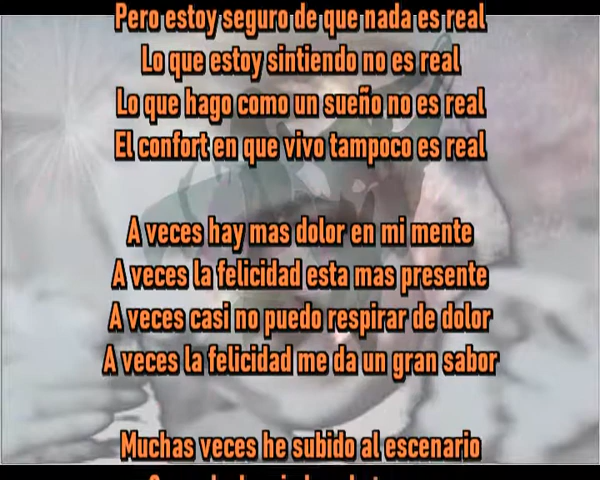 Pero estoy seguro de que nada es real
Lo que estoy sintiendo no es real
Lo que hago como un sueño no es real
El confort en que vivo tampoco es real
A veces hay mas dolor en mi mente
A veces la felicidad esta mas presente
A veces casi no puedo respirar de dolor
A veces la felicidad me da un gran sabor
Muchas veces he subido al escenario